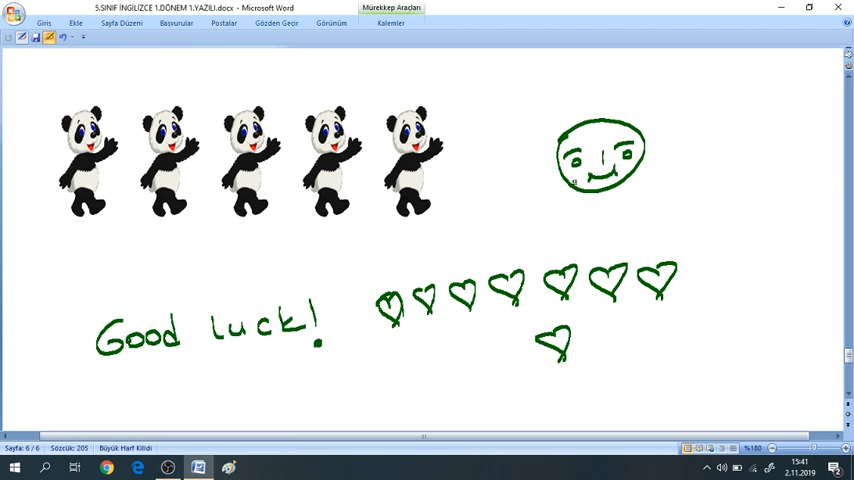 5.SINIF İNGİLİZCE 1.DÖNEM 1.YAZILI.docx - Microsoft Word
Mürekkep Araçları
Giriş Ekle Sayfa Düzeni Başvurular Postalar Gözden Geçir Görünüm Kalemler
Good luck!
Sayfa: 6 / 6 Sözcük: 205 Büyük Harf Kilidi %180
15:41
2.11.2019
2